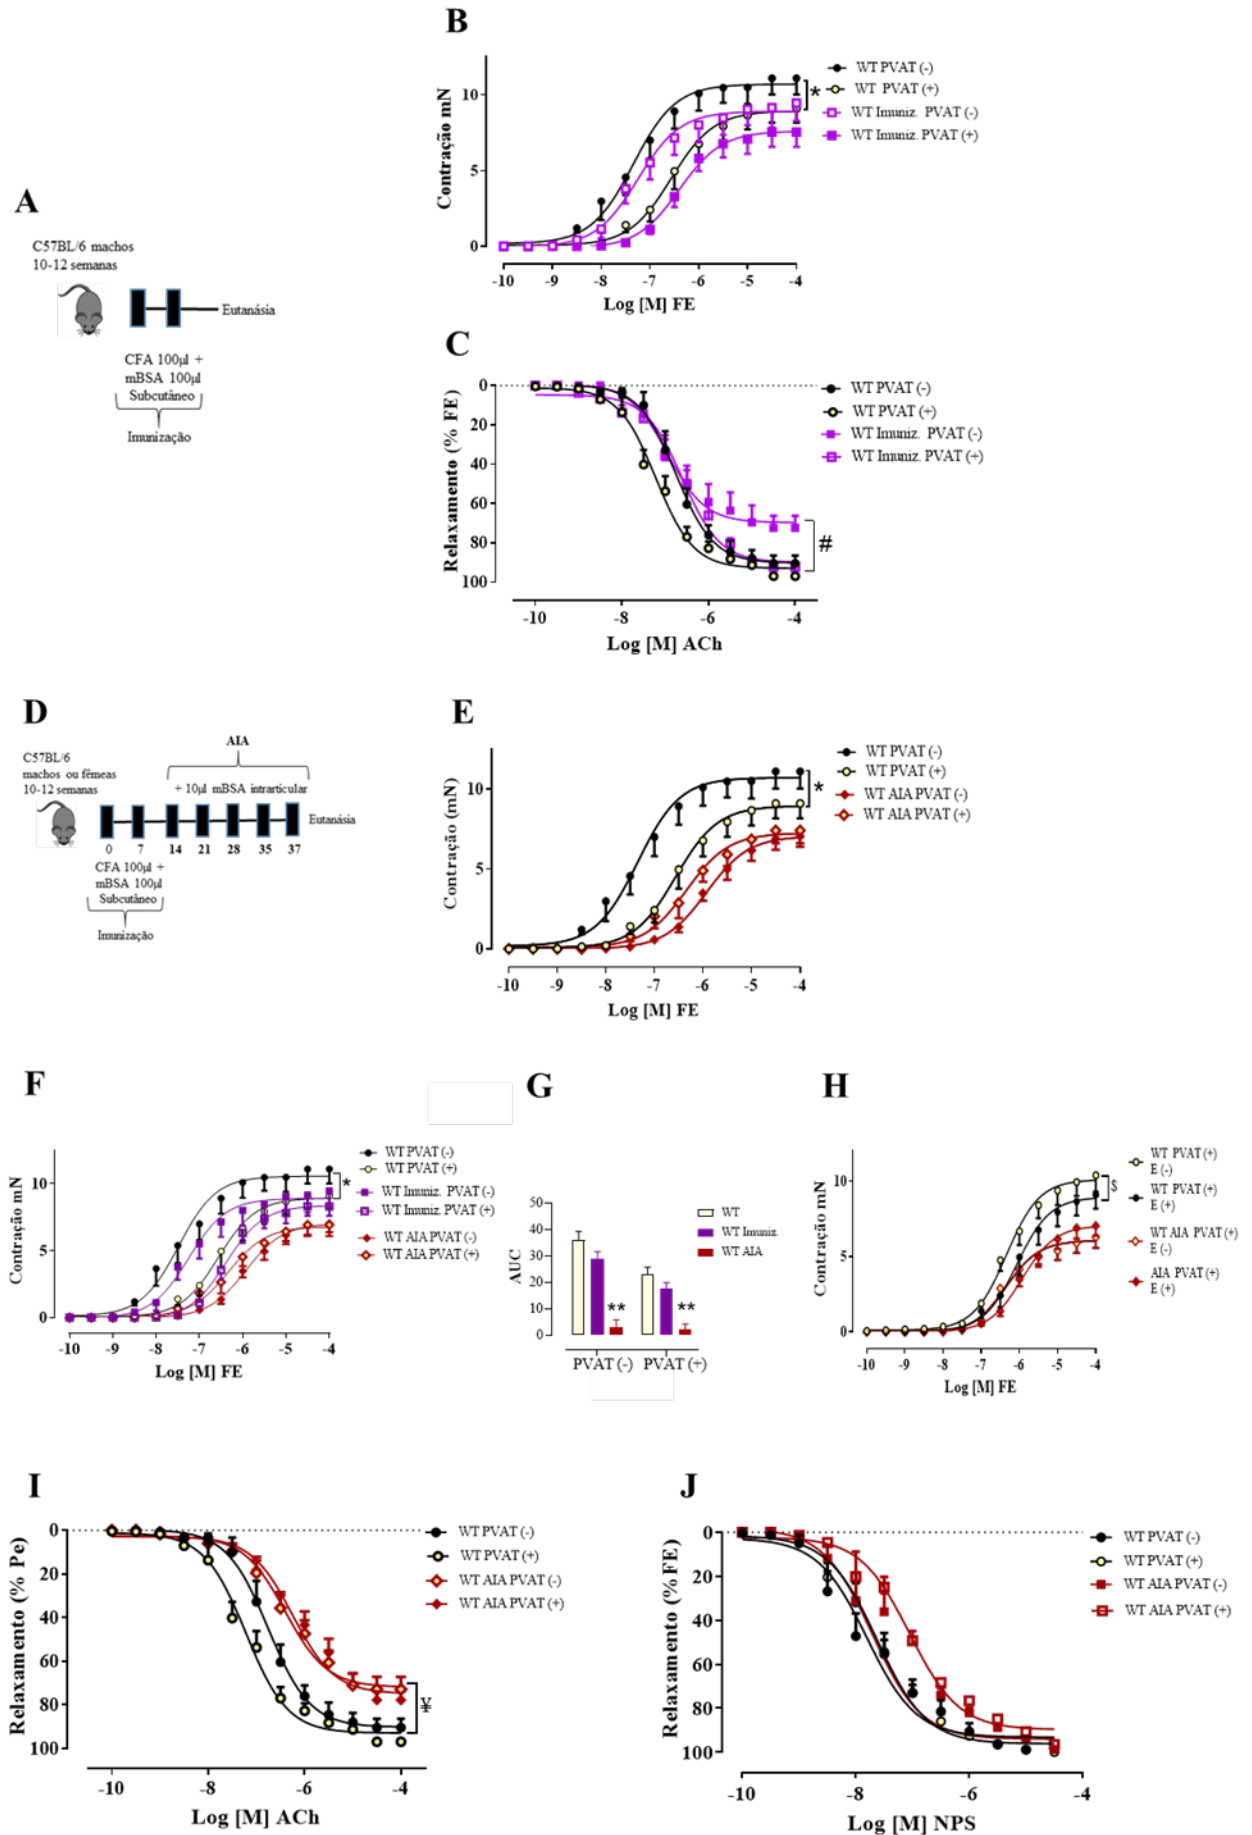 B
WT PVAT (-)
WT PVAT (+)
WT Imuniz. PVAT (-)
WT Imuniz. PVAT (+)
*
Contração mN
10
5
0
-10 -9 -8 -7 -6 -5 -4
Log [M] FE
A
C57BL/6 machos
10-12 semanas
Eutanásia
CFA 100µl +
mBSA 100µl
Subcutâneo
Imunização
C
WT PVAT (-)
WT PVAT (+)
WT Imuniz. PVAT (-)
WT Imuniz. PVAT (+)
#
Relaxamento (% FE)
0
20
40
60
80
100
-10 -8 -6 -4
Log [M] ACh
D
AIA
C57BL/6
machos ou fêmeas
10-12 semanas
+ 10µl mBSA intrarticular
Eutanásia
0 7 14 21 28 35 37
CFA 100µl +
mBSA 100µl
Subcutâneo
Imunização
E
WT PVAT (-)
WT PVAT (+)
WT AIA PVAT (-)
WT AIA PVAT (+)
*
Contração (mN)
10
5
0
-10 -9 -8 -7 -6 -5 -4
Log [M] FE
F
WT PVAT (-)
WT PVAT (+)
WT Imuniz. PVAT (-)
WT Imuniz. PVAT (+)
WT AIA PVAT (-)
WT AIA PVAT (+)
*
Contração mN
10
5
0
-10 -9 -8 -7 -6 -5 -4
Log [M] FE
G
WT
WT Imuniz.
WT AIA
AUC
50
40
30
20
10
0
** **
PVAT (-) PVAT (+)
H
WT PVAT (+)
E (-)
WT PVAT (+)
E (+)
WT AIA PVAT (+)
E (-)
AIA PVAT (+)
E (+)
$
Contração mN
10
5
0
-10 -9 -8 -7 -6 -5 -4
Log [M] FE
I
WT PVAT (-)
WT PVAT (+)
WT AIA PVAT (-)
WT AIA PVAT (+)
¥
Relaxamento (% Pe)
0
20
40
60
80
100
-10 -8 -6 -4
Log [M] ACh
J
WT PVAT (-)
WT PVAT (+)
WT AIA PVAT (-)
WT AIA PVAT (+)
Relaxamento (% FE)
0
20
40
60
80
100
-10 -8 -6 -4
Log [M] NPS